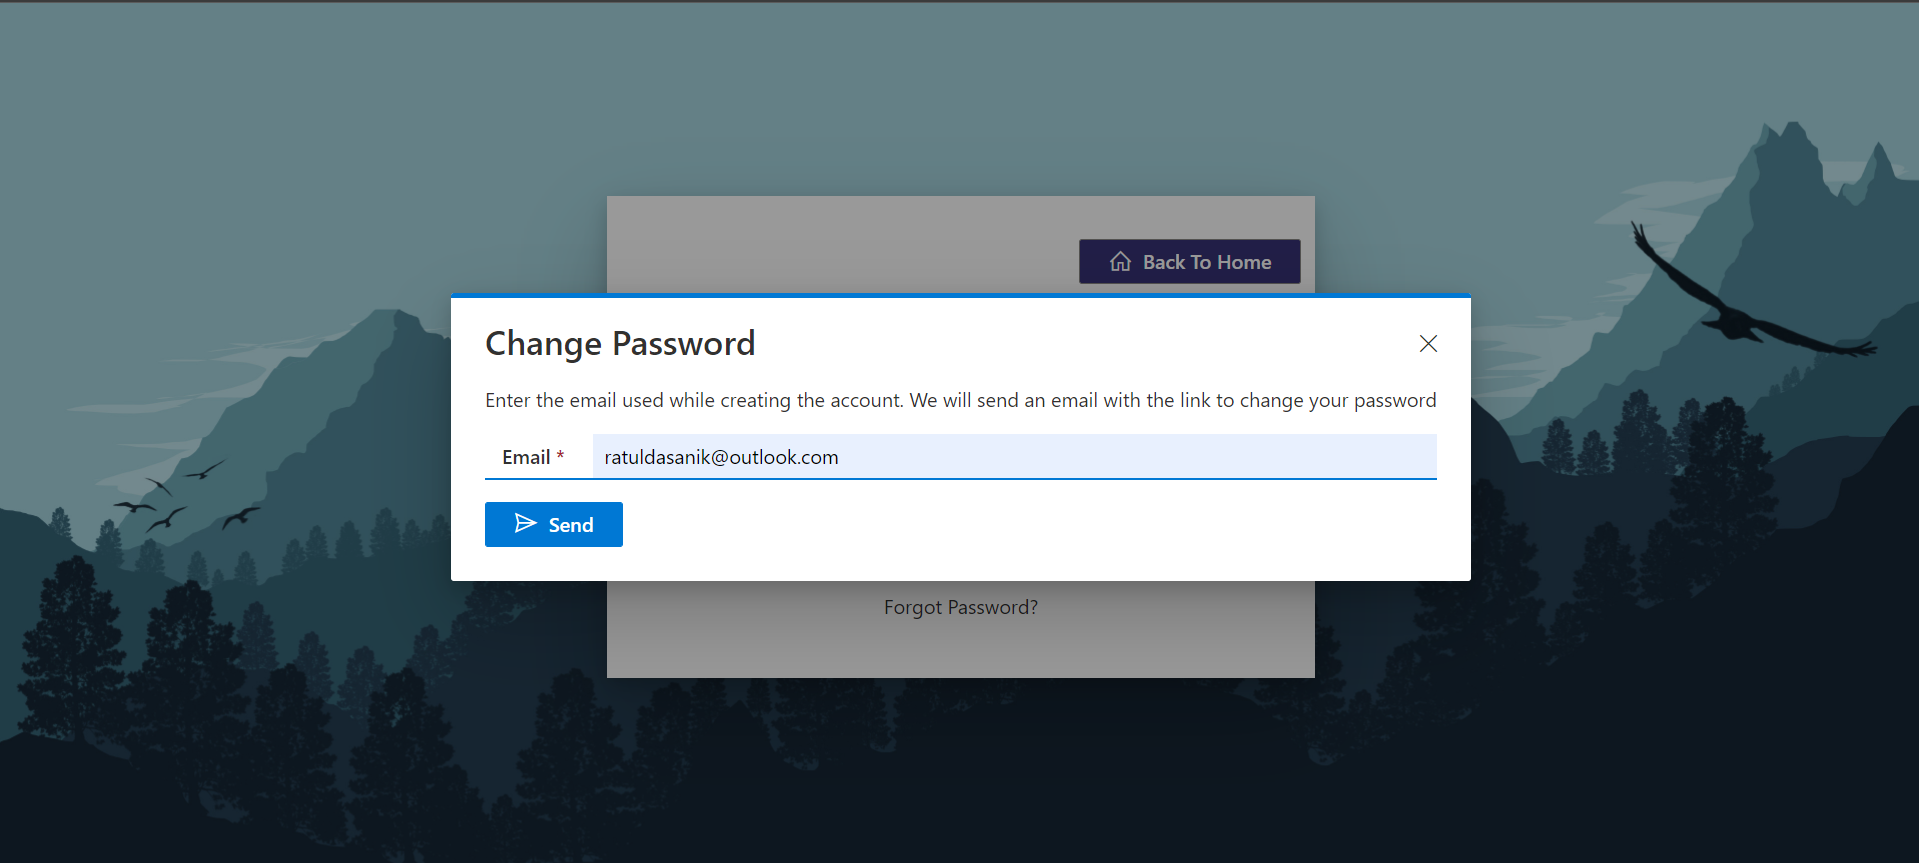 Back To Home
Change Password
Enter the email used while creating the account. We will send an email with the link to change your password
Email * ratuldasanik@outlook.com
Send
Forgot Password?